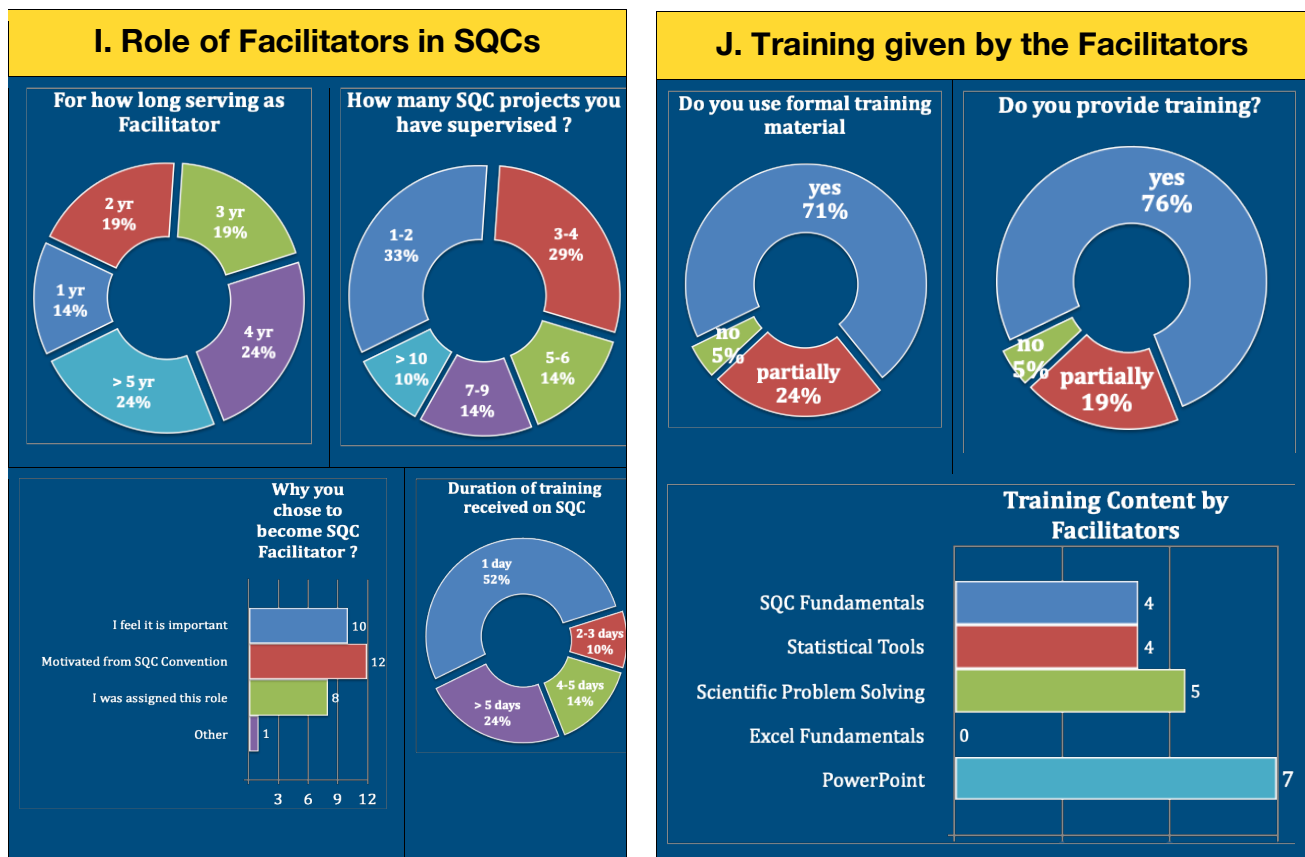 I. Role of Facilitators in SQCs
For how long serving as
Facilitator
2 yr
19%
3 yr
19%
1 yr
14%
4 yr
24%
> 5 yr
24%
How many SQC projects you
have supervised ?
1-2
33%
3-4
29%
> 10
10%
5-6
14%
7-9
14%
Why you
chose to
become SQC
Facilitator ?
I feel it is important
10
Motivated from SQC Convention
12
I was assigned this role
8
Other
1
3 6 9 12
Duration of training
received on SQC
1 day
52%
2-3 days
10%
4-5 days
14%
> 5 days
24%
J. Training given by the Facilitators
Do you use formal training
material
yes
71%
no
5%
partially
24%
Do you provide training?
yes
76%
no
5%
partially
19%
Training Content by
Facilitators
SQC Fundamentals
4
Statistical Tools
4
Scientific Problem Solving
5
Excel Fundamentals
0
PowerPoint
7